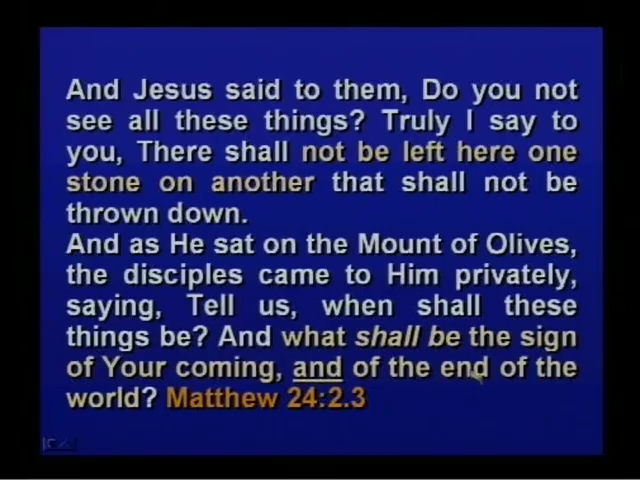 And Jesus said to them, Do you not
see all these things? Truly I say to
you, There shall not be left here one
stone on another that shall not be
thrown down.
And as He sat on the Mount of Olives,
the disciples came to Him privately,
saying, Tell us, when shall these
things be? And what shall be the sign
of Your coming, and of the end of the
world? Matthew 24:2.3